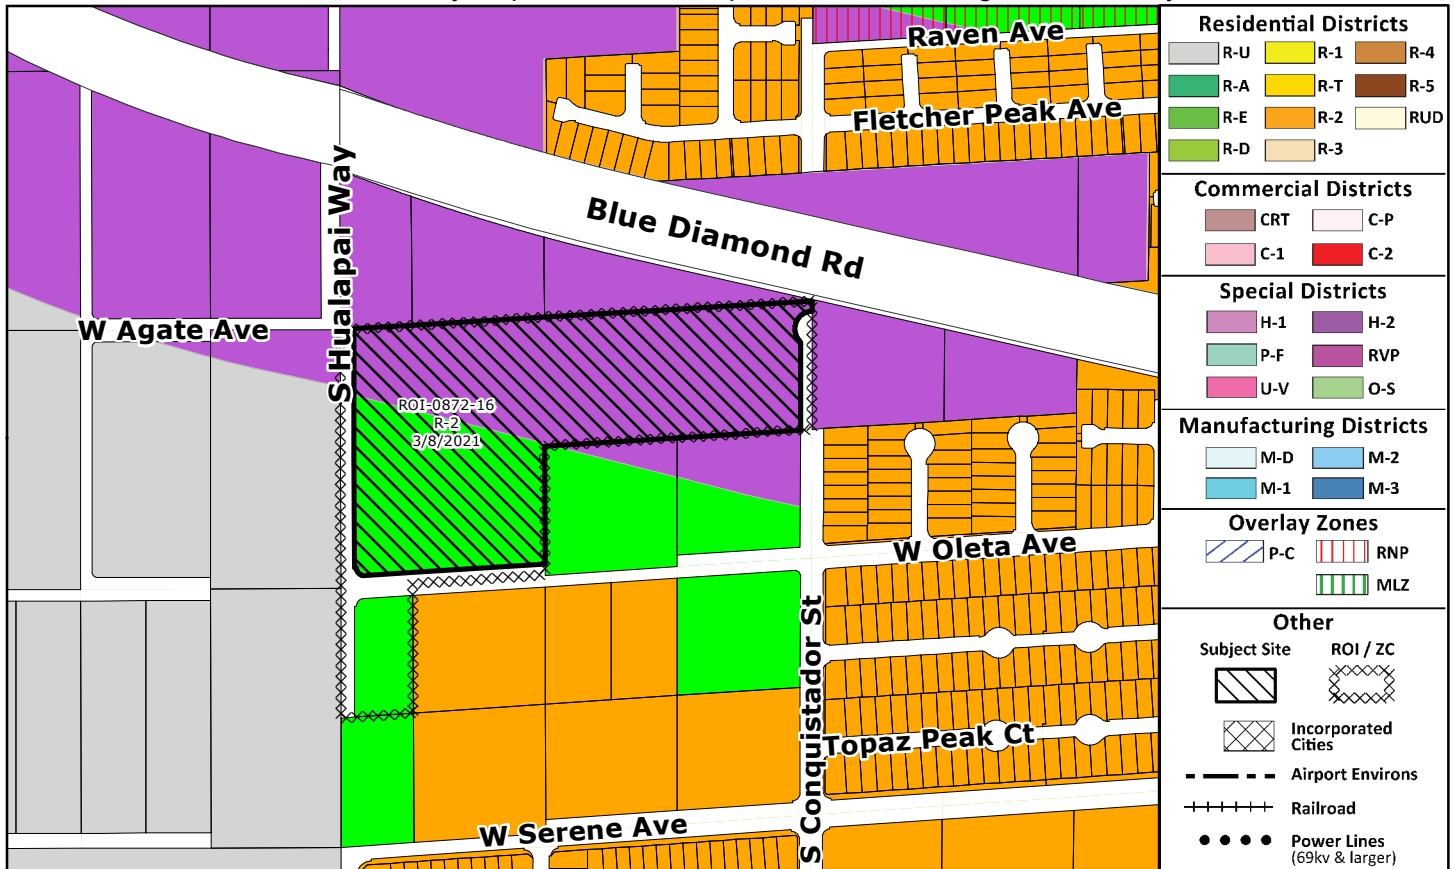 Raven Ave
Fletcher Peak Ave
Blue Diamond Rd
S Hualapai Way
W Agate Ave
ROI-0872-16
R-2
3/8/2021
W Oleta Ave
S Conquistador St
Topaz Peak Ct
W Serene Ave
Residential Districts
R-U
R-1
R-4
R-A
R-T
R-5
R-E
R-2
RUD
R-D
R-3
Commercial Districts
CRT
C-P
C-1
C-2
Special Districts
H-1
H-2
P-F
RVP
U-V
O-S
Manufacturing Districts
M-D
M-2
M-1
M-3
Overlay Zones
P-C
RNP
MLZ
Other
Subject Site
ROI / ZC
Incorporated
Cities
Airport Environs
Railroad
Power Lines
(69kv & larger)